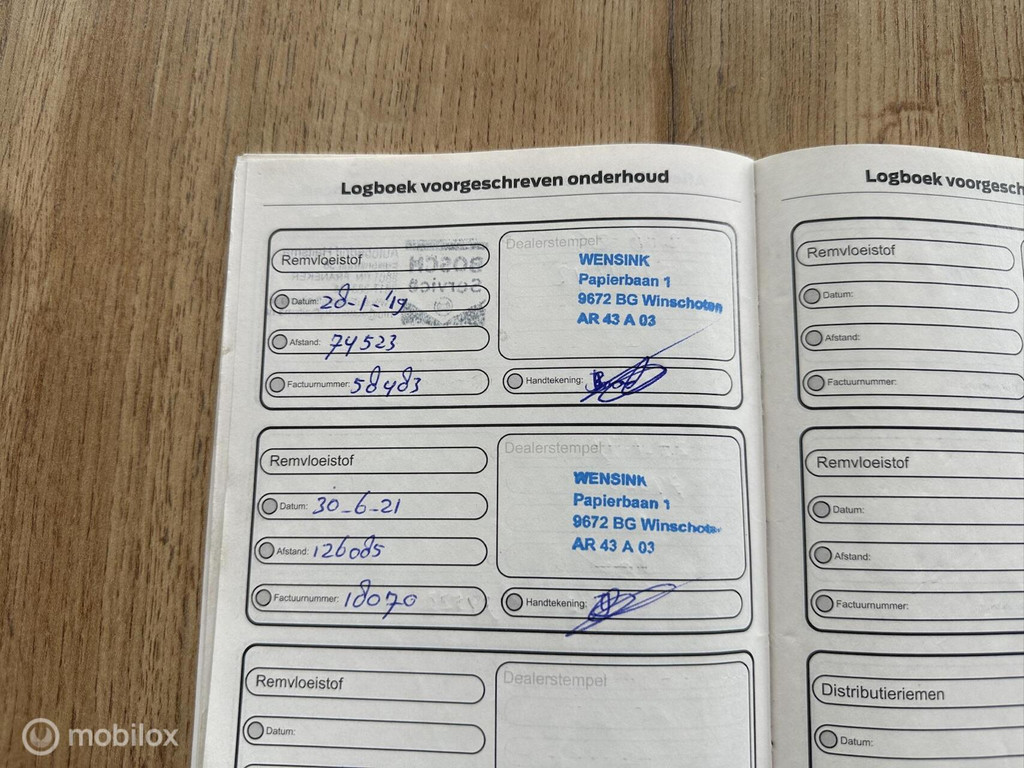 Logboek voorgeschreven onderhoud
Remvloeistof
Datum: 28-1-'19
Afstand: 74523
Factuurnummer: 58483
Dealerstempel
WENSINK
Papierbaan 1
9672 BG Winschoten
AR 43 A 03
Handtekening:
Remvloeistof
Datum: 30-6-21
Afstand: 126085
Factuurnummer: 18070
Dealerstempel
WENSINK
Papierbaan 1
9672 BG Winschoten
AR 43 A 03
Handtekening:
Remvloeistof
Datum:
Dealerstempel
Logboek voorgesch
Remvloeistof
Datum:
Afstand:
Factuurnummer:
Remvloeistof
Datum:
Afstand:
Factuurnummer:
Distributieriemen
Datum:
BOSCH
Service
mobilox